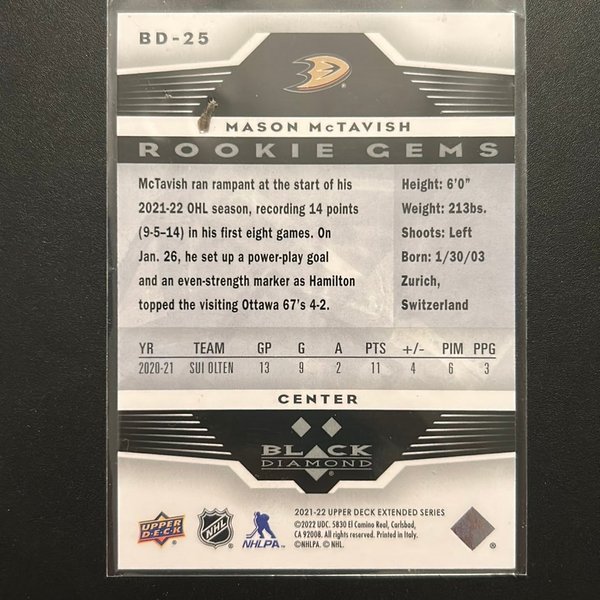 BD-25
MASON McTAVISH
ROOKIE GEMS
McTavish ran rampant at the start of his
2021-22 OHL season, recording 14 points
(9-5–14) in his first eight games. On
Jan. 26, he set up a power-play goal
and an even-strength marker as Hamilton
topped the visiting Ottawa 67's 4-2.
Height: 6'0"
Weight: 213bs.
Shoots: Left
Born: 1/30/03
Zurich,
Switzerland
YR TEAM GP G A PTS +/- PIM PPG
2020-21 SUI OLTEN 13 9 2 11 4 6 3
CENTER
BLACK
DIAMOND
UPPER
DECK
NHL
NHLPA
2021-22 UPPER DECK EXTENDED SERIES
©2022 UDC. 5830 El Camino Real, Carlsbad,
CA 92008. All rights reserved. Printed in Italy.
©NHLPA. © NHL.